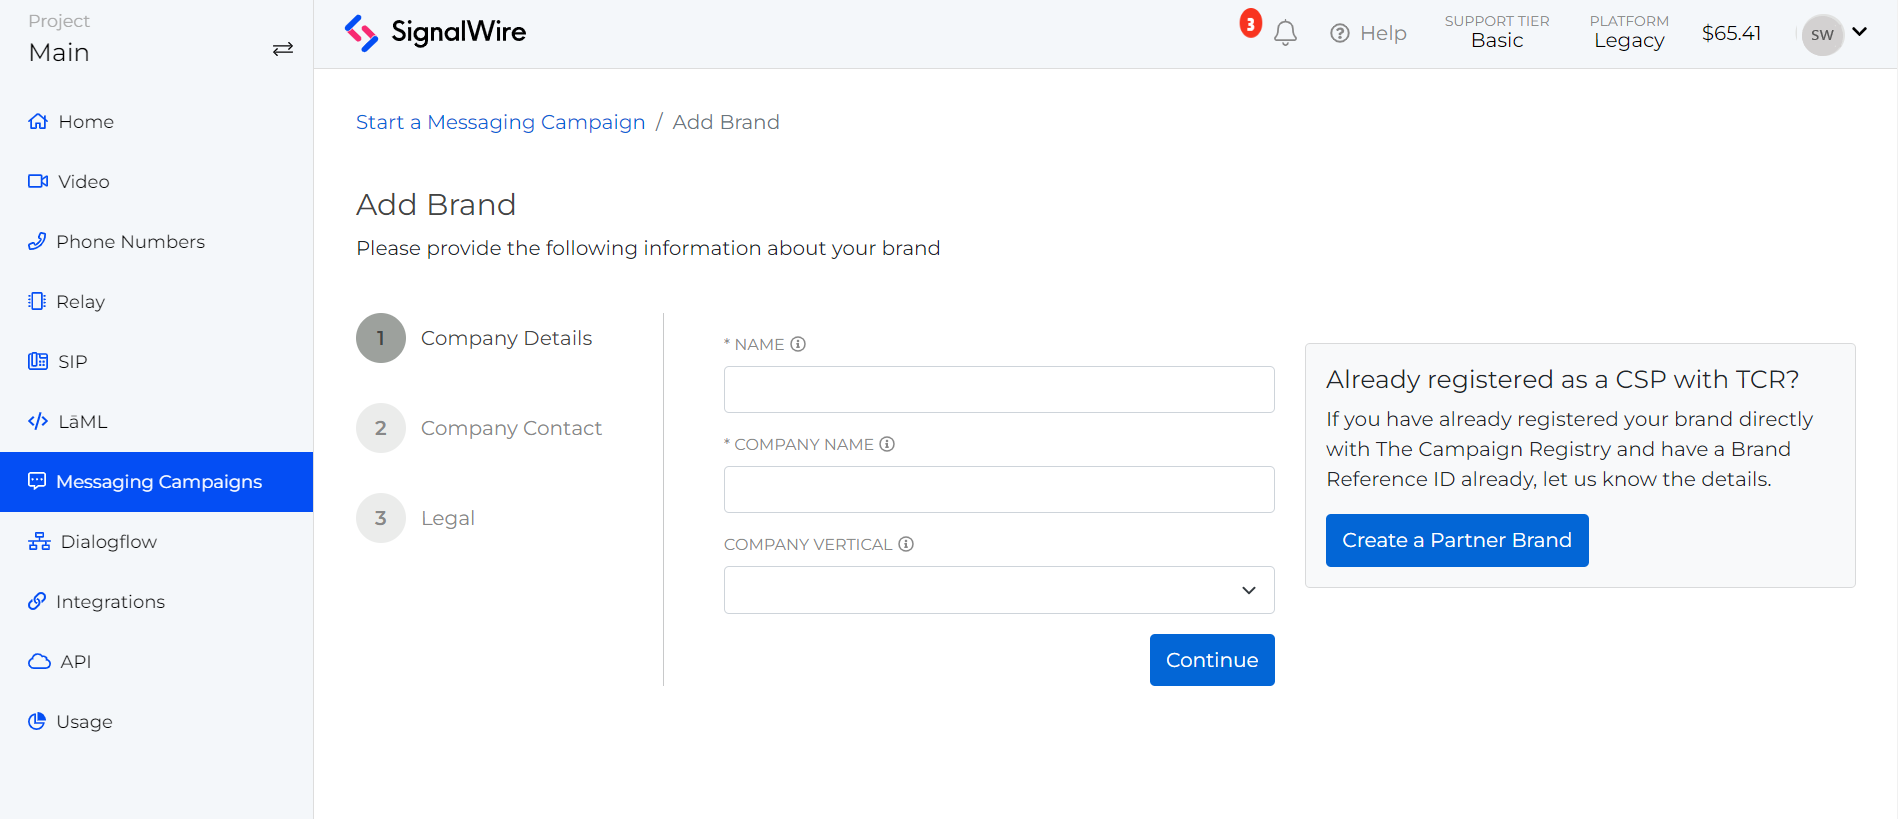 Project
Main
Home
Video
Phone Numbers
Relay
SIP
LāML
Messaging Campaigns
Dialogflow
Integrations
API
Usage
SignalWire
3
Help
SUPPORT TIER
Basic
PLATFORM
Legacy
$65.41
SW
Start a Messaging Campaign / Add Brand
Add Brand
Please provide the following information about your brand
1 Company Details
2 Company Contact
3 Legal
* NAME
* COMPANY NAME
COMPANY VERTICAL
Continue
Already registered as a CSP with TCR?
If you have already registered your brand directly
with The Campaign Registry and have a Brand
Reference ID already, let us know the details.
Create a Partner Brand